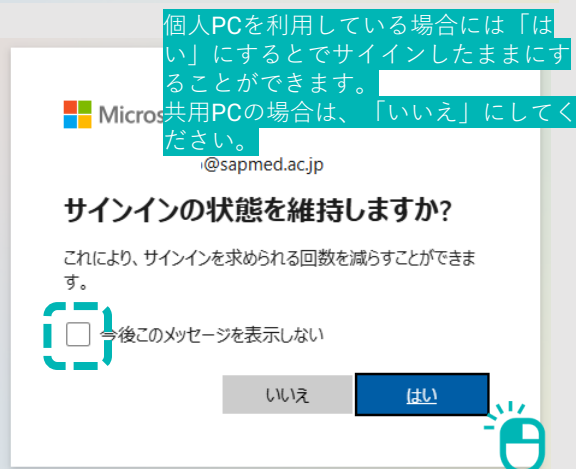 個人PCを利用している場合には「は
い」にするとでサイインしたままにす
ることができます。
共用PCの場合は、「いいえ」にしてく
ださい。
Micros
@sapmed.ac.jp
サインインの状態を維持しますか?
これにより、サインインを求められる回数を減らすことができま
す。
今後このメッセージを表示しない
いいえ
はい